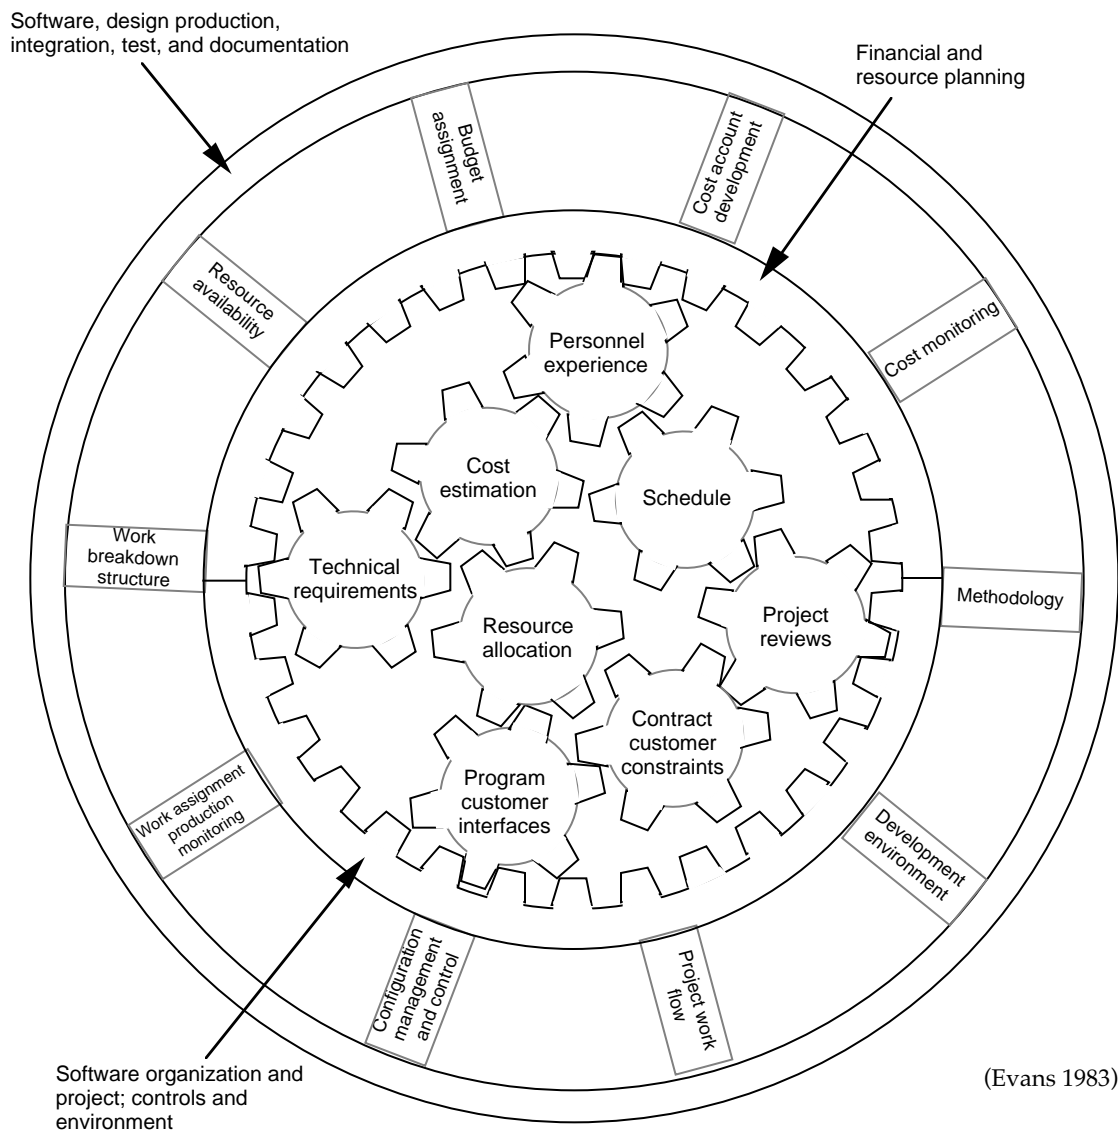 Software, design production,
integration, test, and documentation
Financial and
resource planning
Budget
assignment
Cost account
development
Resource
availability
Cost monitoring
Personnel
experience
Cost
estimation
Schedule
Work
breakdown
structure
Technical
requirements
Methodology
Resource
allocation
Project
reviews
Contract
customer
constraints
Program
customer
interfaces
Work assignment
production
monitoring
Development
environment
Configuration
management
and control
Project work
flow
Software organization and
project; controls and
environment
(Evans 1983)